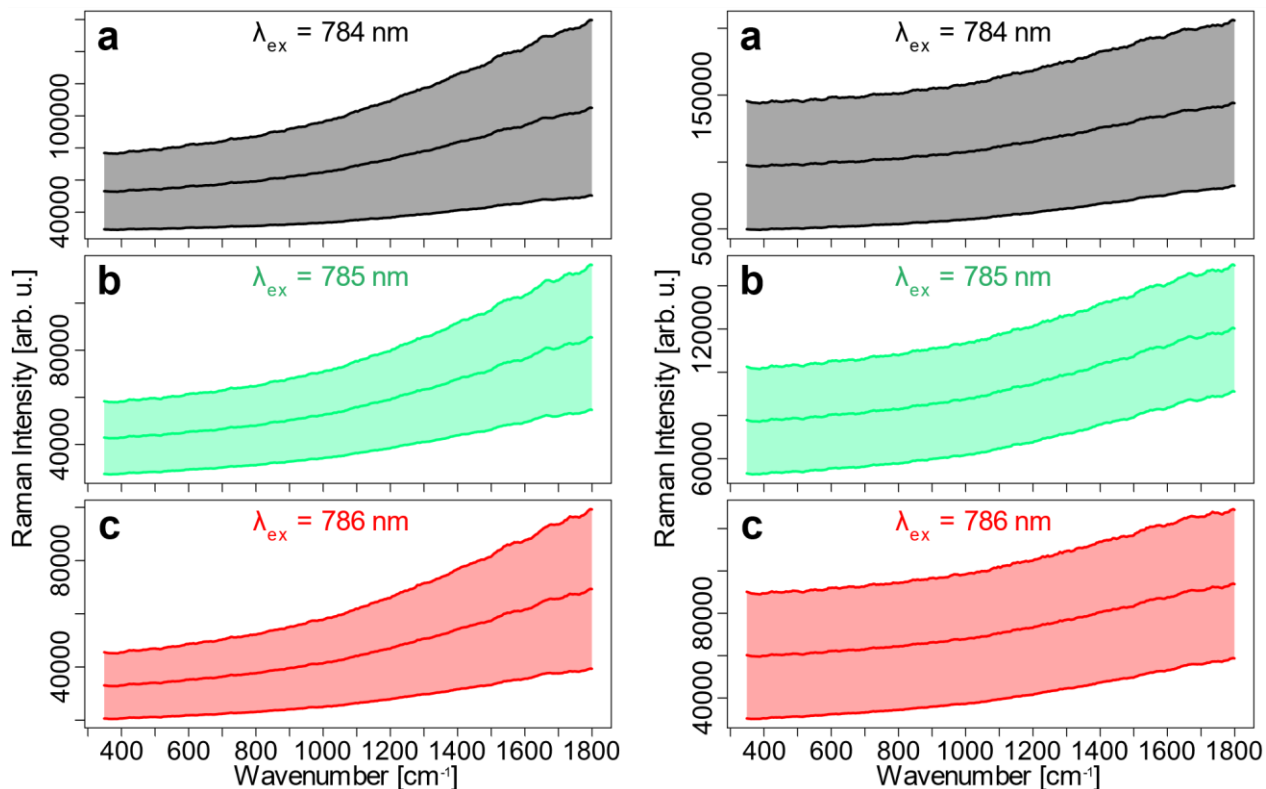 a
λex = 784 nm
40000
100000
b
λex = 785 nm
40000
80000
c
λex = 786 nm
40000
80000
Raman Intensity [arb. u.]
400 600 800 1000 1200 1400 1600 1800
Wavenumber [cm-1]
a
λex = 784 nm
50000
150000
b
λex = 785 nm
60000
120000
c
λex = 786 nm
40000
80000
Raman Intensity [arb. u.]
400 600 800 1000 1200 1400 1600 1800
Wavenumber [cm-1]